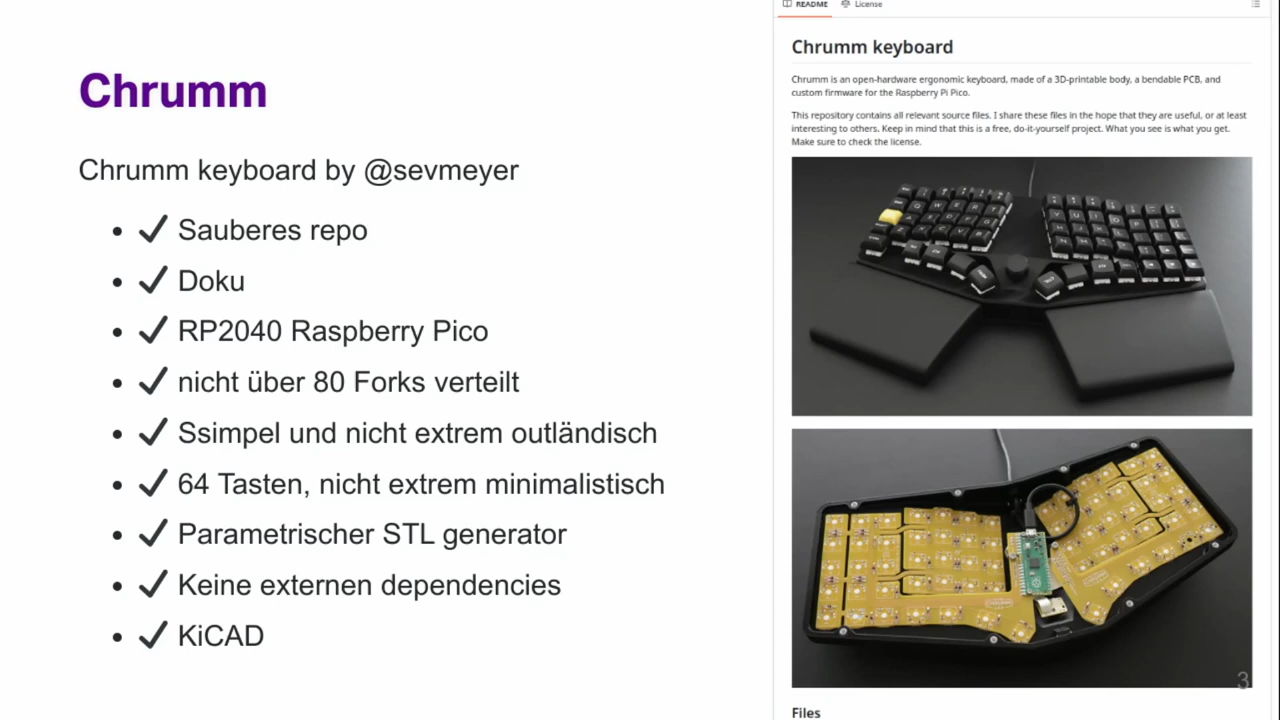 Chrumm
Chrumm keyboard by @sevmeyer
• ✔ Sauberes repo
• ✔ Doku
• ✔ RP2040 Raspberry Pico
• ✔ nicht über 80 Forks verteilt
• ✔ Ssimpel und nicht extrem outländisch
• ✔ 64 Tasten, nicht extrem minimalistisch
• ✔ Parametrischer STL generator
• ✔ Keine externen dependencies
• ✔ KiCAD
README License
Chrumm keyboard
Chrumm is an open-hardware ergonomic keyboard, made of a 3D-printable body, a bendable PCB, and
custom firmware for the Raspberry Pi Pico.
This repository contains all relevant source files. I share these files in the hope that they are useful, or at least
interesting to others. Keep in mind that this is a free, do-it-yourself project. What you see is what you get.
Make sure to check the license.
3
Files